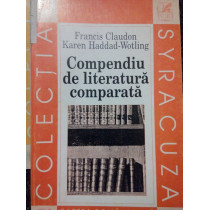 Francis Claudon
Karen Haddad-Wotling
Compendiu
de literatură
comparată
COLECȚIA
SYRACUZA